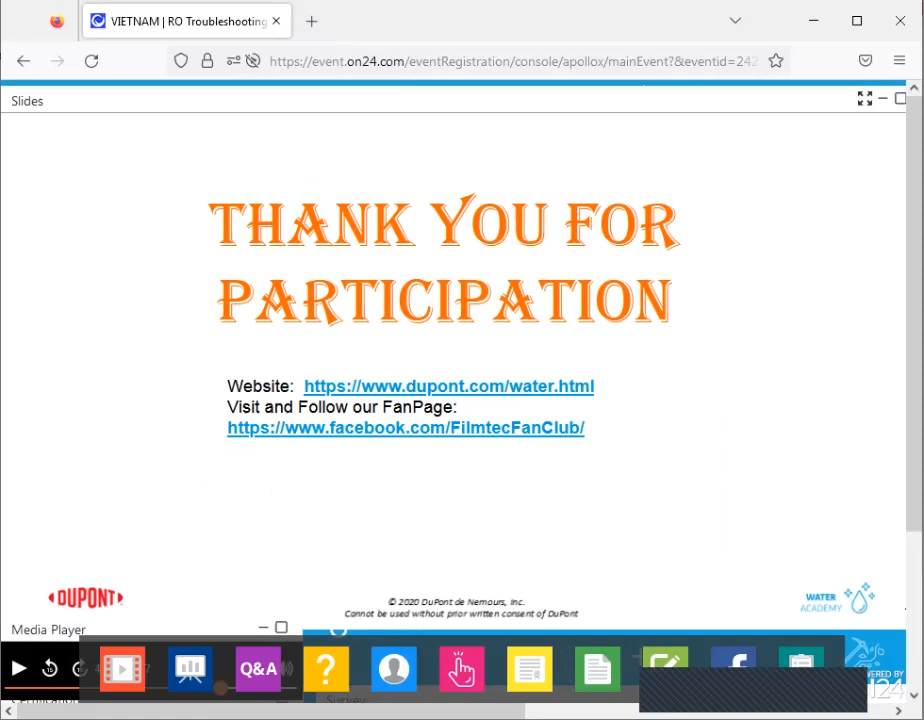 VIETNAM | RO Troubleshooting
https://event.on24.com/eventRegistration/console/apollox/mainEvent?&eventid=242
Slides
THANK YOU FOR
PARTICIPATION
Website: https://www.dupont.com/water.html
Visit and Follow our FanPage:
https://www.facebook.com/FilmtecFanClub/
DUPONT
© 2020 DuPont de Nemours, Inc.
Cannot be used without prior written consent of DuPont
WATER
ACADEMY
Media Player
15
Q&A
?
Survey